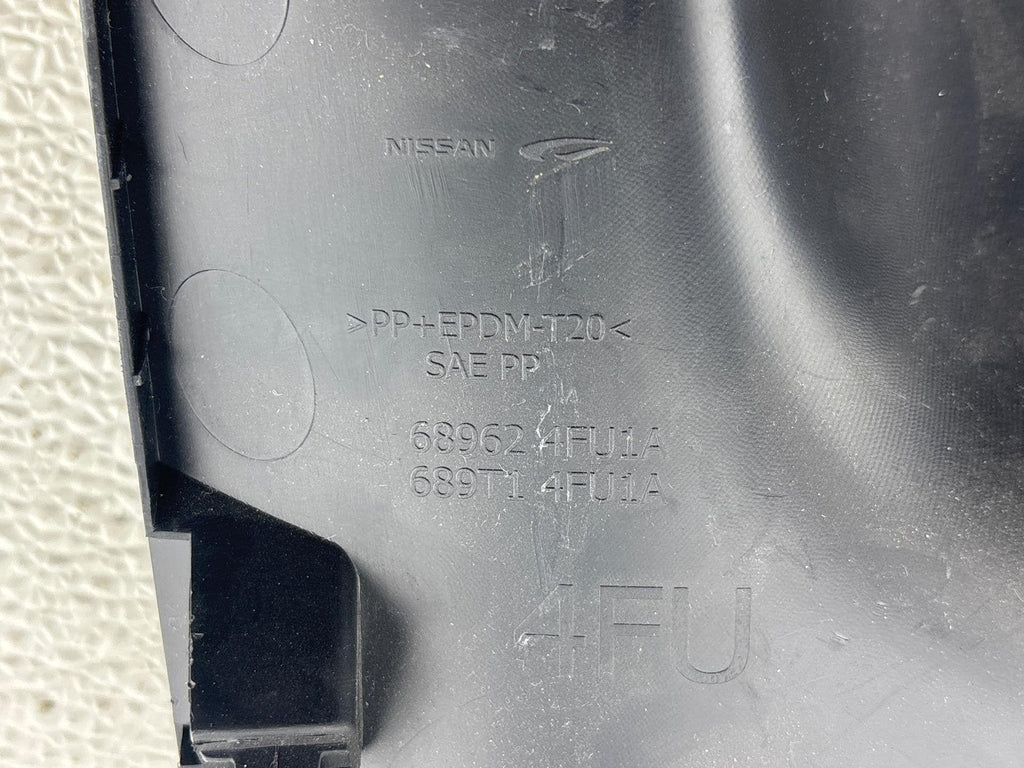 NISSAN
>PP+EPDM-T20<
SAE PP
68962 4FU1A
689T1 4FU1A
4FU